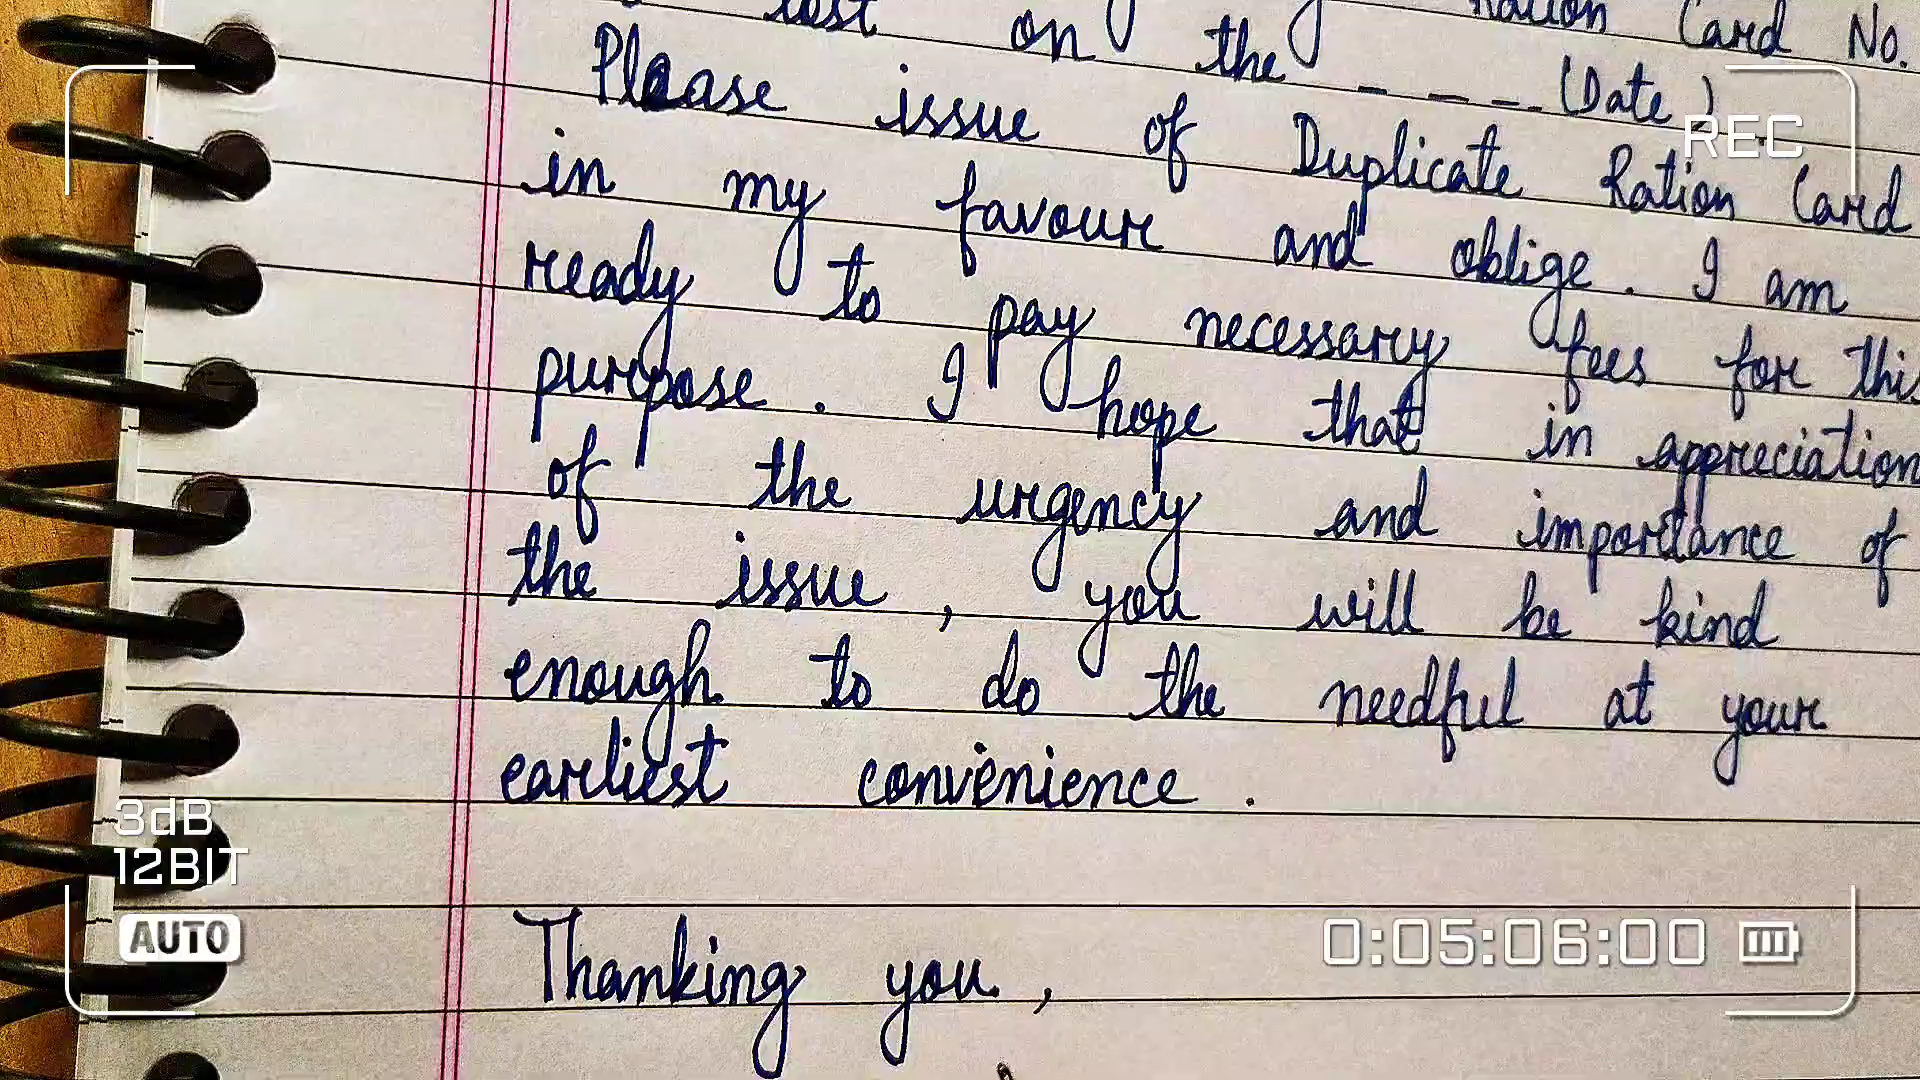 lost on the _ _ _ _ (Date)
Ration Card No.
Please issue of Duplicate Ration Card
in my favour and oblige. I am
ready to pay necessary fees for this
purpose. I hope that in appreciation
of the urgency and importance of
the issue, you will be kind
enough to do the needful at your
earliest convenience.
Thanking you,
REC
3dB
12BIT
AUTO
0:05:06:00